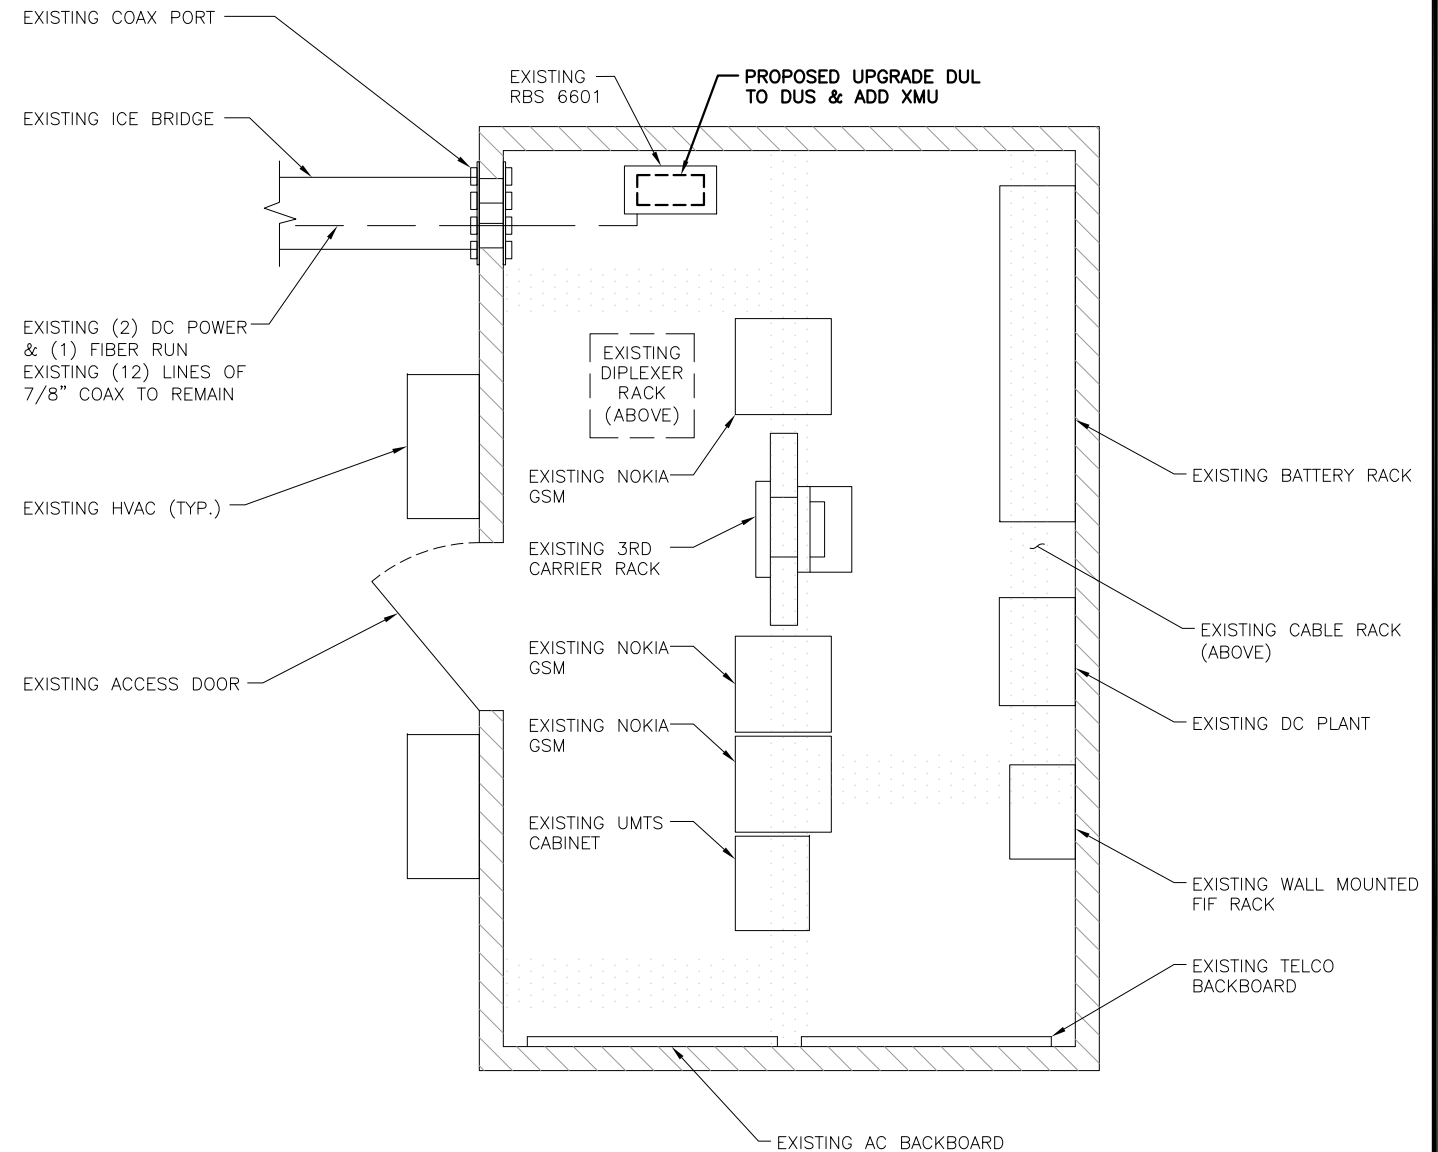 EXISTING COAX PORT
EXISTING ICE BRIDGE
EXISTING
RBS 6601
PROPOSED UPGRADE DUL
TO DUS & ADD XMU
EXISTING (2) DC POWER
& (1) FIBER RUN
EXISTING (12) LINES OF
7/8" COAX TO REMAIN
EXISTING
DIPLEXER
RACK
(ABOVE)
EXISTING NOKIA
GSM
EXISTING BATTERY RACK
EXISTING HVAC (TYP.)
EXISTING 3RD
CARRIER RACK
EXISTING CABLE RACK
(ABOVE)
EXISTING NOKIA
GSM
EXISTING ACCESS DOOR
EXISTING NOKIA
GSM
EXISTING DC PLANT
EXISTING UMTS
CABINET
EXISTING WALL MOUNTED
FIF RACK
EXISTING TELCO
BACKBOARD
EXISTING AC BACKBOARD